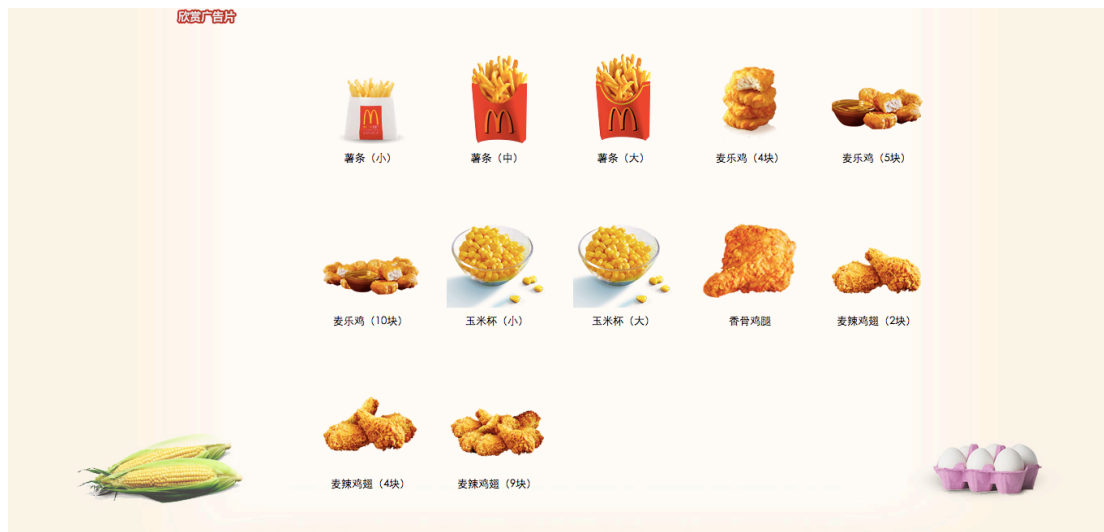 欣赏广告片
薯条（小）
薯条（中）
薯条（大）
麦乐鸡（4块）
麦乐鸡（5块）
麦乐鸡（10块）
玉米杯（小）
玉米杯（大）
香骨鸡腿
麦辣鸡翅（2块）
麦辣鸡翅（4块）
麦辣鸡翅（9块）